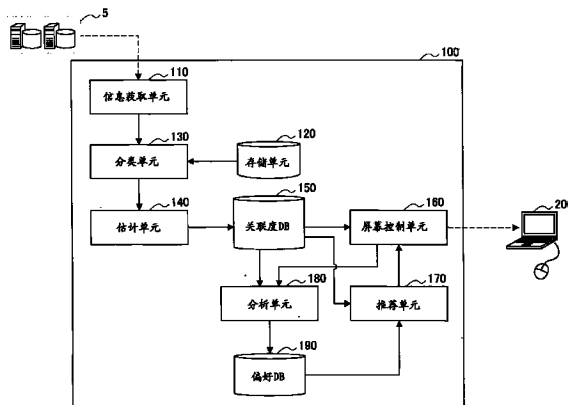 5
100
110
信息获取单元
130
120
分类单元
存储单元
140
150
160
200
估计单元
关联度DB
屏幕控制单元
180
170
分析单元
推荐单元
190
偏好DB